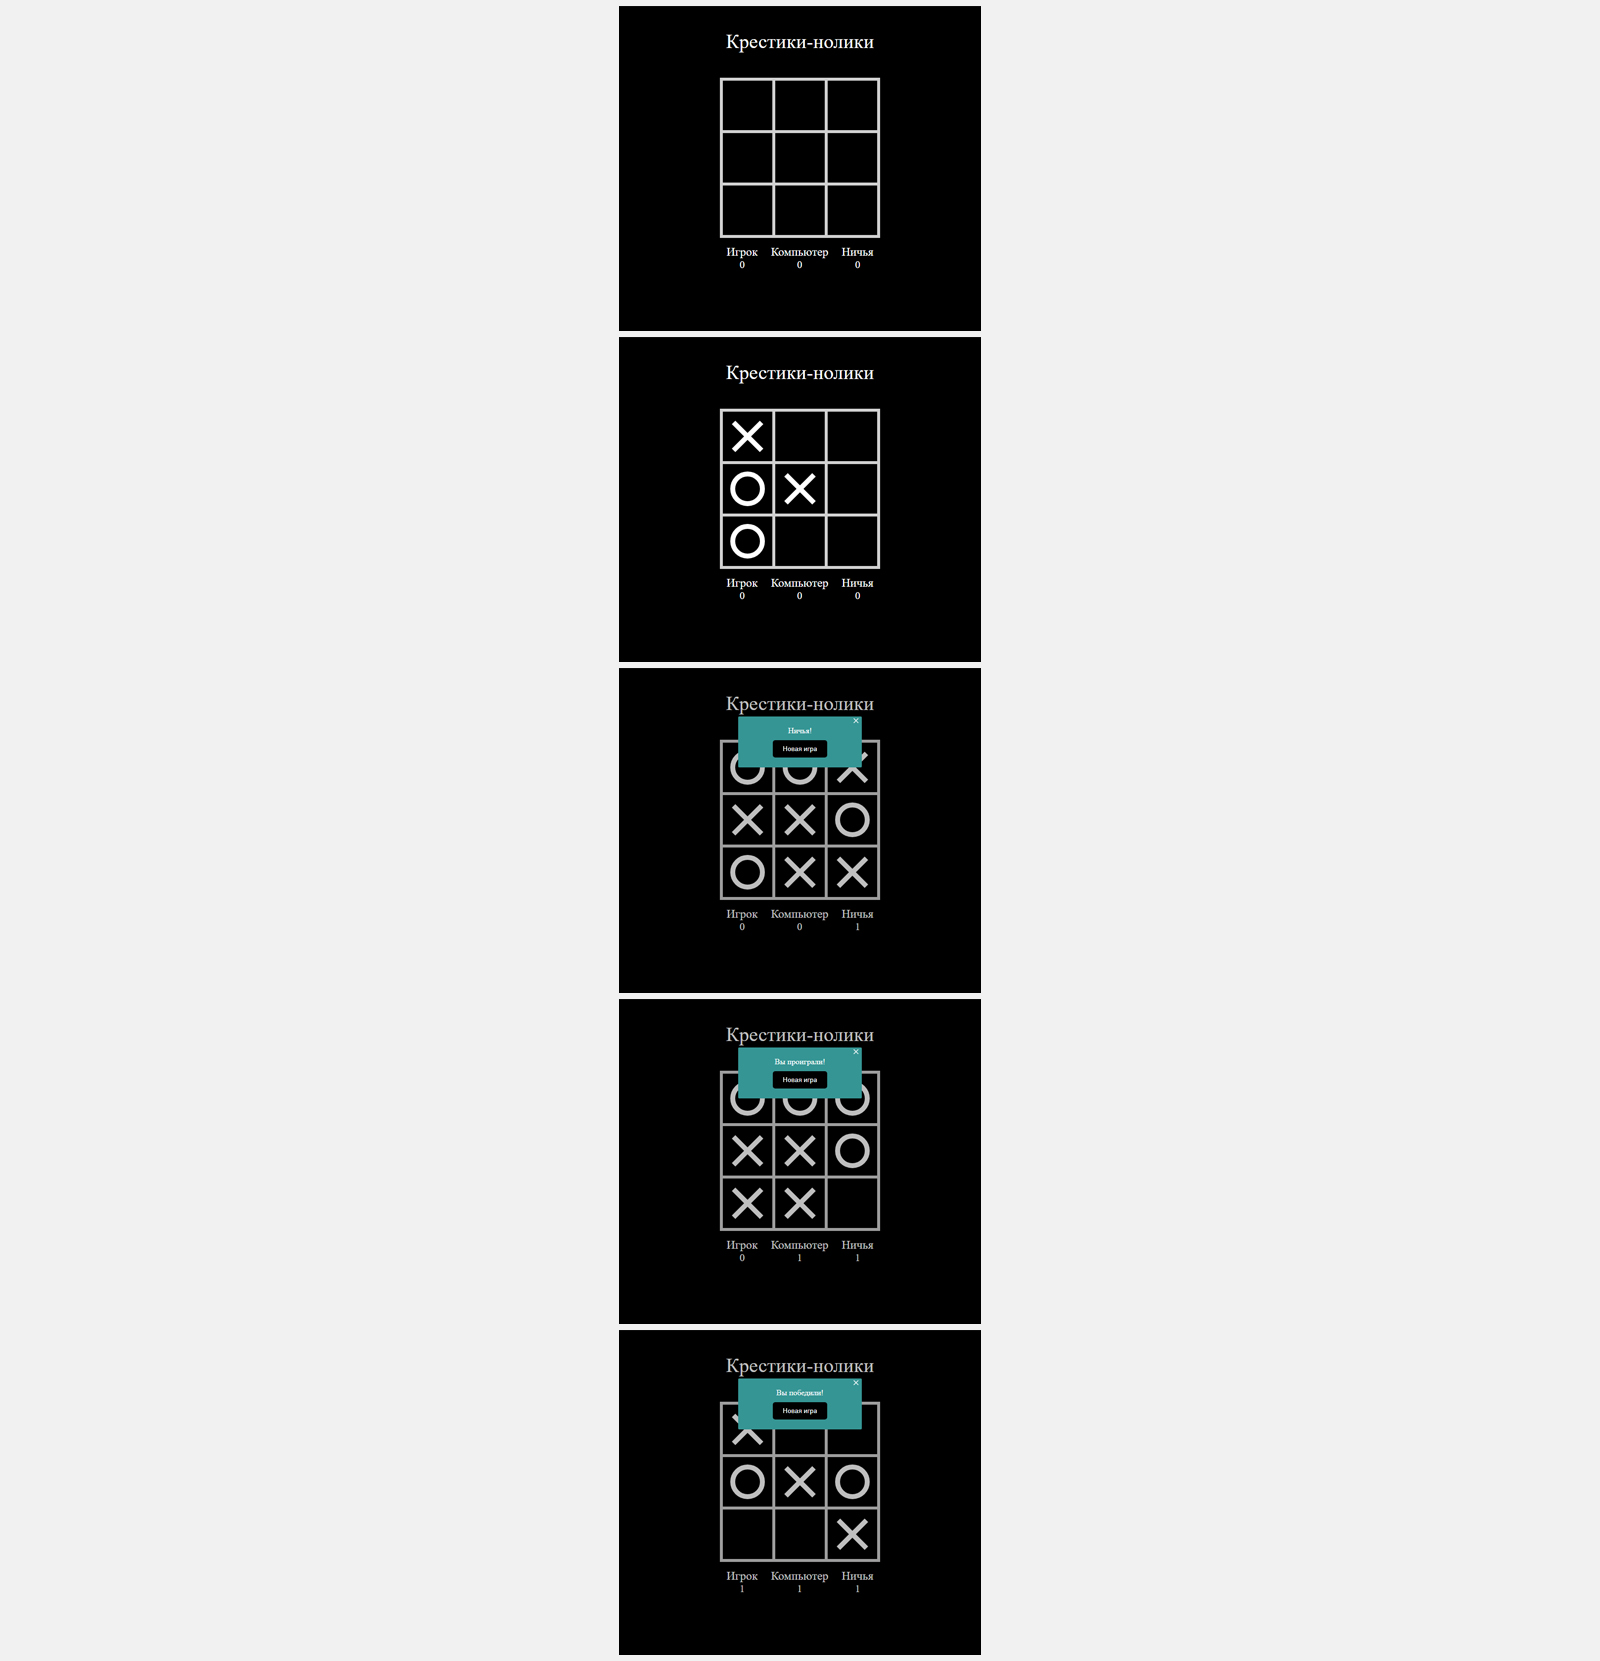 Крестики-нолики
Игрок Компьютер Ничья
0 0 0
Крестики-нолики
Игрок Компьютер Ничья
0 0 0
Крестики-нолики
Ничья!
Новая игра
Игрок Компьютер Ничья
0 0 1
Крестики-нолики
Вы проиграли!
Новая игра
Игрок Компьютер Ничья
0 1 1
Крестики-нолики
Вы победили!
Новая игра
Игрок Компьютер Ничья
1 1 1